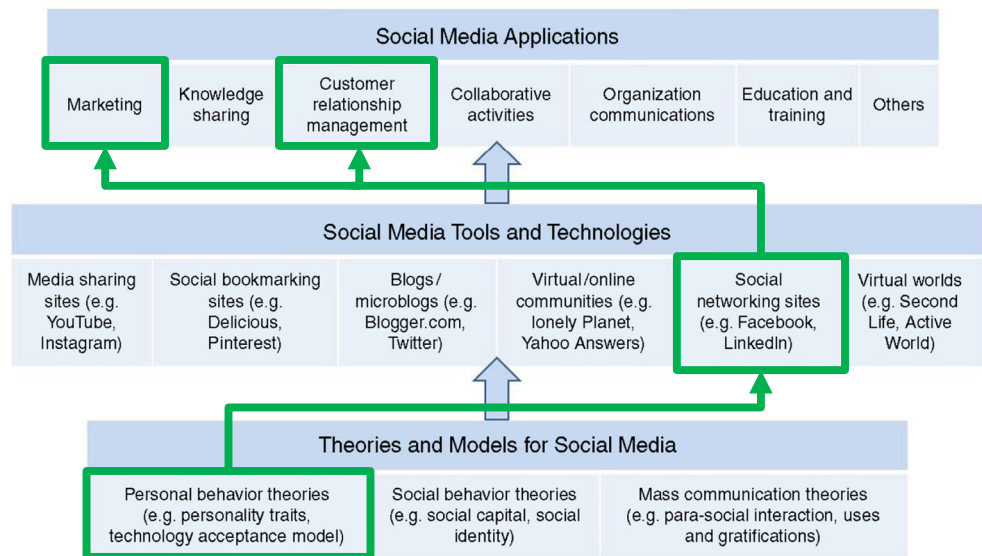 Social Media Applications
Marketing
Knowledge
sharing
Customer
relationship
management
Collaborative
activities
Organization
communications
Education and
training
Others
Social Media Tools and Technologies
Media sharing
sites (e.g.
YouTube,
Instagram)
Social bookmarking
sites (e.g.
Delicious,
Pinterest)
Blogs/
microblogs (e.g.
Blogger.com,
Twitter)
Virtual/online
communities (e.g.
lonely Planet,
Yahoo Answers)
Social
networking sites
(e.g. Facebook,
LinkedIn)
Virtual worlds
(e.g. Second
Life, Active
World)
Theories and Models for Social Media
Personal behavior theories
(e.g. personality traits,
technology acceptance model)
Social behavior theories
(e.g. social capital, social
identity)
Mass communication theories
(e.g. para-social interaction, uses
and gratifications)